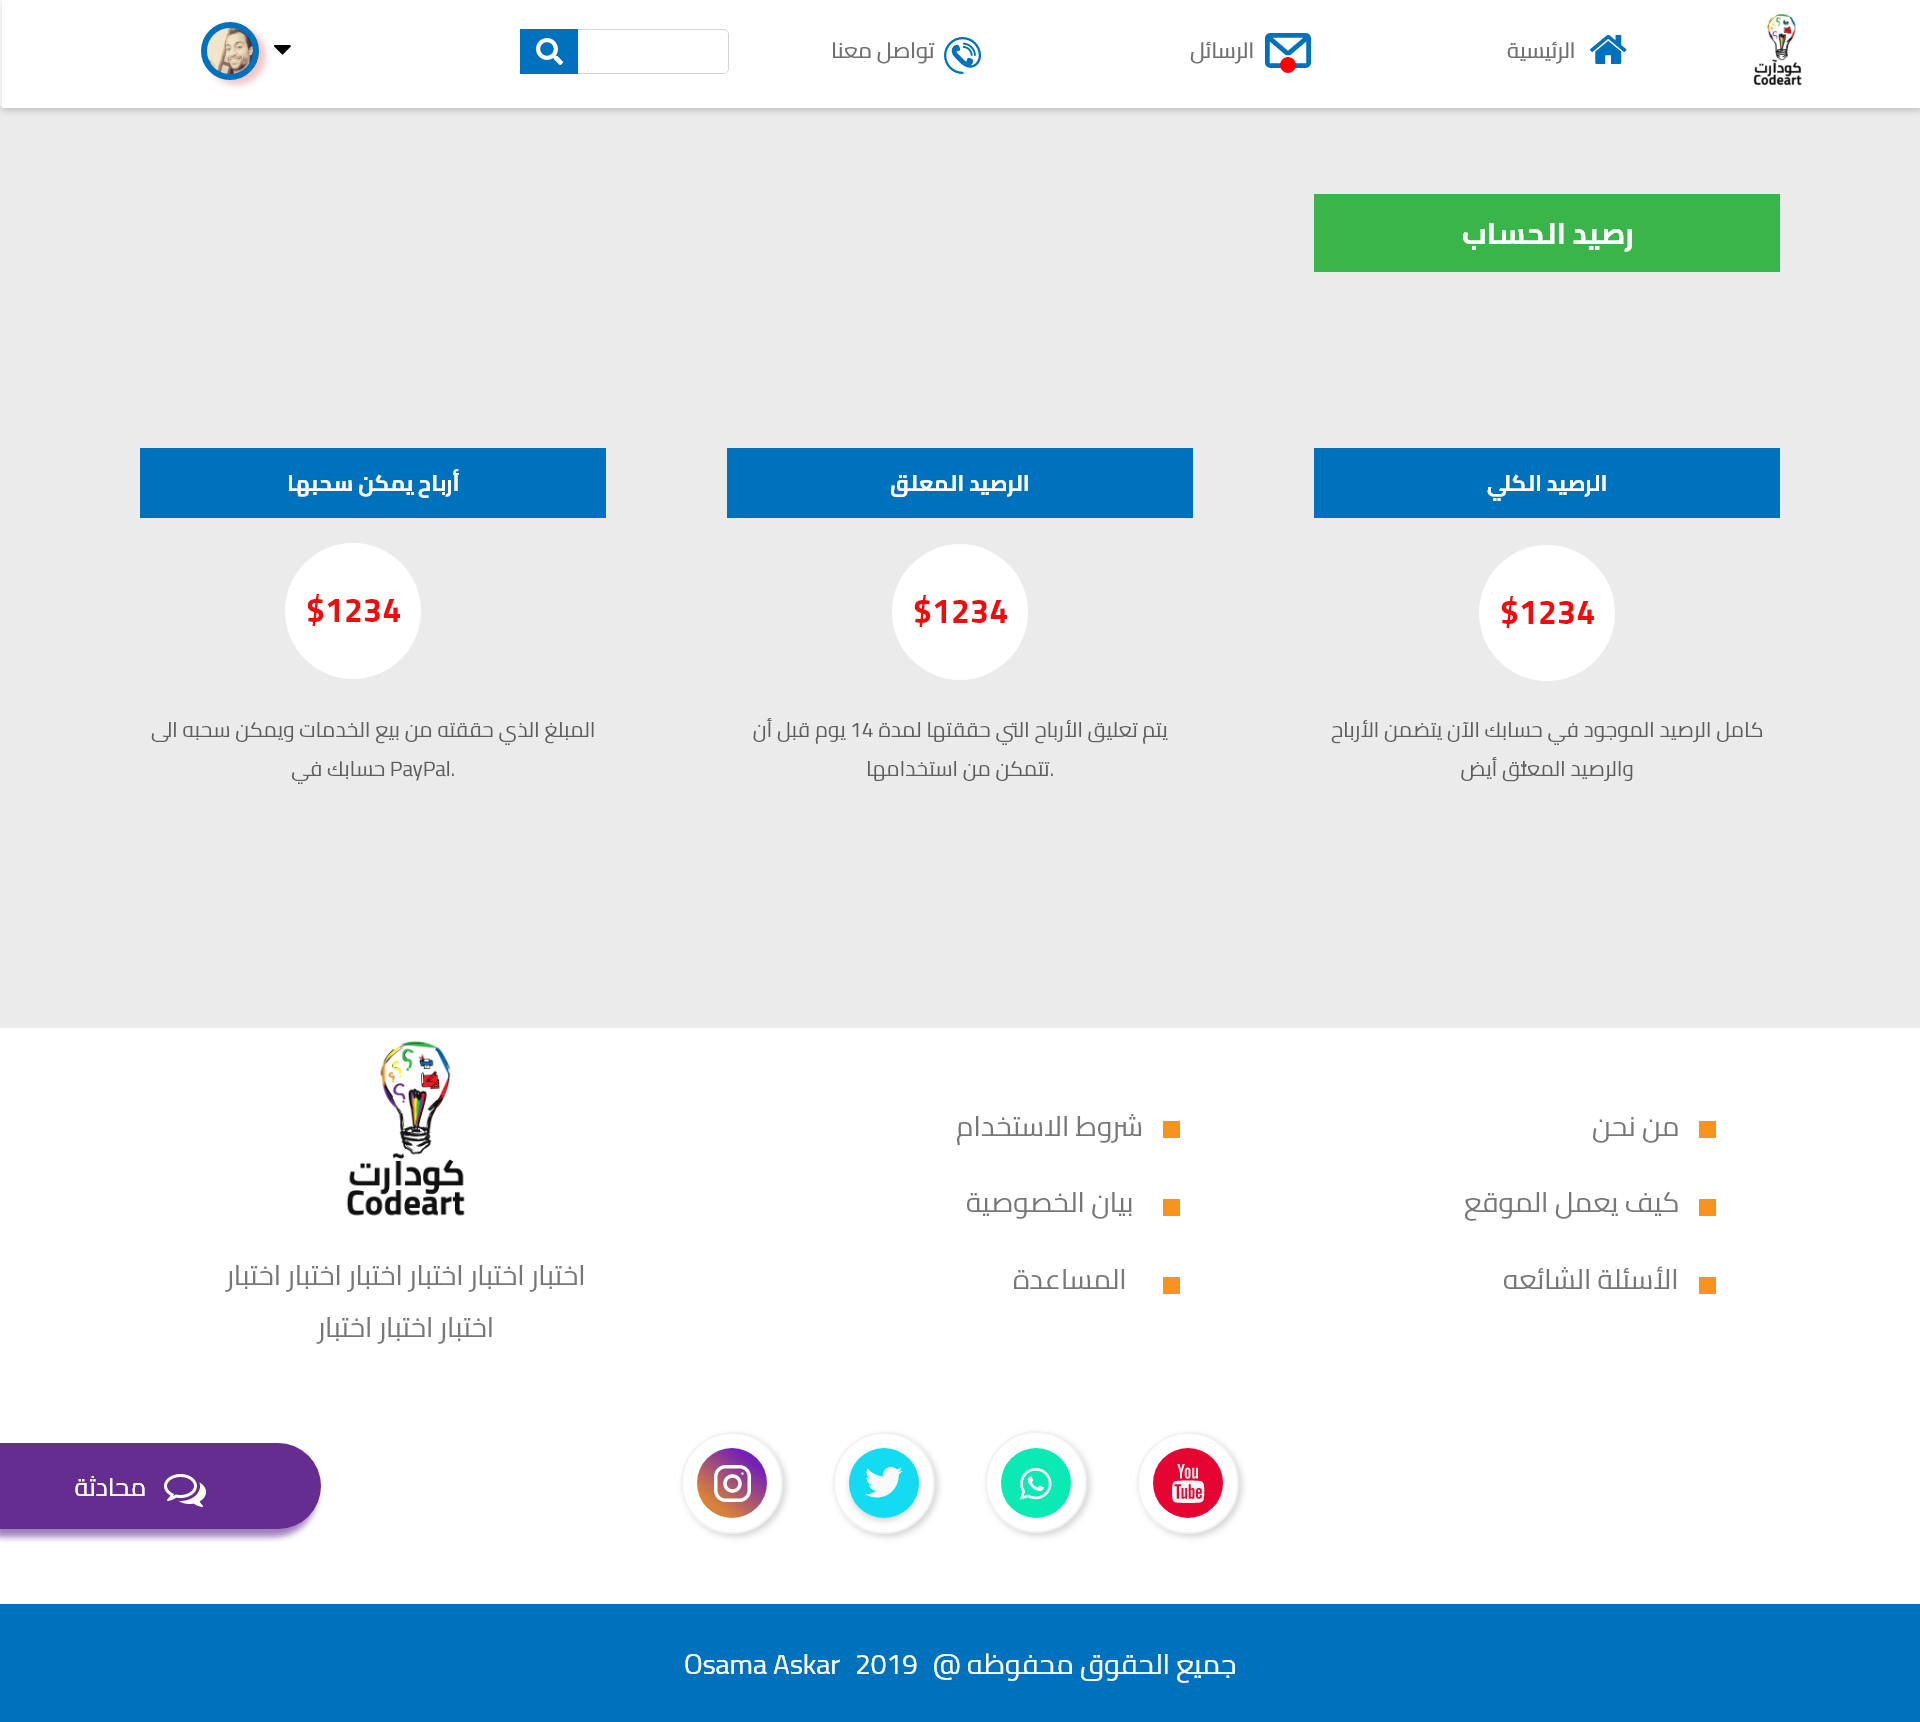 كودآرت
Codeart
الرئيسية
الرسائل
تواصل معنا
رصيد الحساب
الرصيد الكلي
$1234
كامل الرصيد الموجود في حسابك الآن يتضمن الأرباح
والرصيد المعلق أيض
الرصيد المعلق
$1234
يتم تعليق الأرباح التي حققتها لمدة 14 يوم قبل أن
تتمكن من استخدامها.
أرباح يمكن سحبها
$1234
المبلغ الذي حققته من بيع الخدمات ويمكن سحبه الى
حسابك في PayPal.
من نحن
كيف يعمل الموقع
الأسئلة الشائعه
شروط الاستخدام
بيان الخصوصية
المساعدة
كودآرت
Codeart
اختبار اختبار اختبار اختبار اختبار اختبار
اختبار اختبار اختبار
You
Tube
محادثة
جميع الحقوق محفوظه @ 2019 Osama Askar